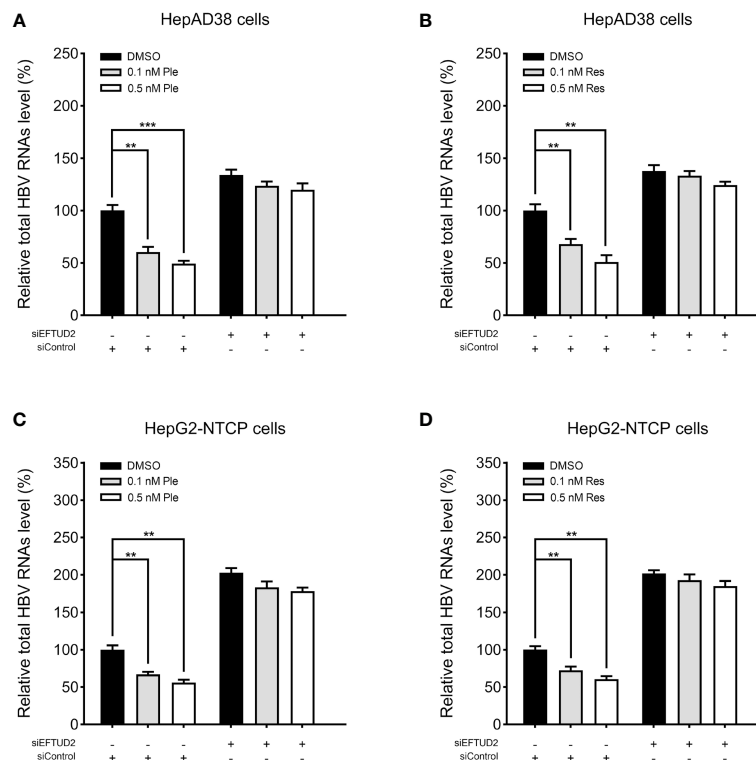 A
HepAD38 cells
Relative total HBV RNAs level (%)
250
200
150
100
50
0
DMSO
0.1 nM Ple
0.5 nM Ple
***
**
siEFTUD2 - - - + + +
siControl + + + - - -
B
HepAD38 cells
Relative total HBV RNAs level (%)
250
200
150
100
50
0
DMSO
0.1 nM Res
0.5 nM Res
**
**
siEFTUD2 - - - + + +
siControl + + + - - -
C
HepG2-NTCP cells
Relative total HBV RNAs level (%)
350
300
250
200
150
100
50
0
DMSO
0.1 nM Ple
0.5 nM Ple
**
**
siEFTUD2 - - - + + +
siControl + + + - - -
D
HepG2-NTCP cells
Relative total HBV RNAs level (%)
350
300
250
200
150
100
50
0
DMSO
0.1 nM Res
0.5 nM Res
**
**
siEFTUD2 - - - + + +
siControl + + + - - -